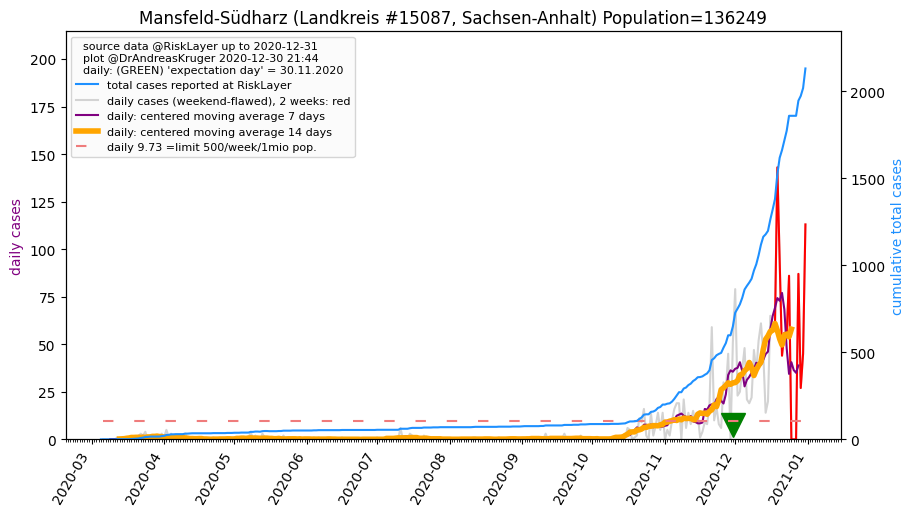 Mansfeld-Südharz (Landkreis #15087, Sachsen-Anhalt) Population=136249
source data @RiskLayer up to 2020-12-31
plot @DrAndreasKruger 2020-12-30 21:44
daily: (GREEN) 'expectation day' = 30.11.2020
total cases reported at RiskLayer
daily cases (weekend-flawed), 2 weeks: red
daily: centered moving average 7 days
daily: centered moving average 14 days
daily 9.73 =limit 500/week/1mio pop.
daily cases
200
175
150
125
100
75
50
25
0
cumulative total cases
2000
1500
1000
500
0
2020-03
2020-04
2020-05
2020-06
2020-07
2020-08
2020-09
2020-10
2020-11
2020-12
2021-01